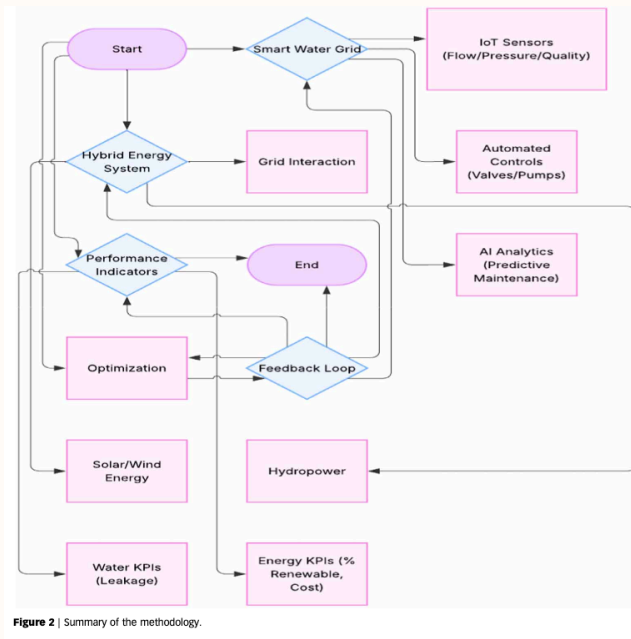 Start
Smart Water Grid
IoT Sensors
(Flow/Pressure/Quality)
Hybrid Energy
System
Grid Interaction
Automated
Controls
(Valves/Pumps)
Performance
Indicators
End
AI Analytics
(Predictive
Maintenance)
Optimization
Feedback Loop
Solar/Wind
Energy
Hydropower
Water KPIs
(Leakage)
Energy KPIs (%
Renewable,
Cost)
Figure 2 | Summary of the methodology.